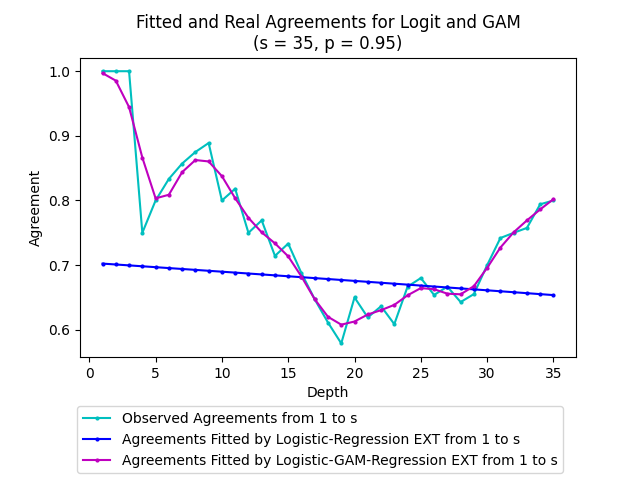 Fitted and Real Agreements for Logit and GAM
(s = 35, p = 0.95)
1.0
0.9
0.8
0.7
0.6
Agreement
0 5 10 15 20 25 30 35
Depth
Observed Agreements from 1 to s
Agreements Fitted by Logistic-Regression EXT from 1 to s
Agreements Fitted by Logistic-GAM-Regression EXT from 1 to s